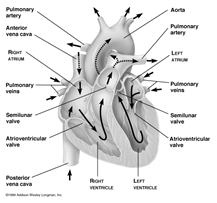 Pulmonary
artery
Anterior
vena cava
RIGHT
ATRIUM
Pulmonary
veins
Semilunar
valve
Atrioventricular
valve
Posterior
vena cava
RIGHT
VENTRICLE
LEFT
VENTRICLE
Aorta
Pulmonary
artery
LEFT
ATRIUM
Pulmonary
veins
Semilunar
valve
Atrioventricular
valve
©1999 Addison Wesley Longman, Inc.